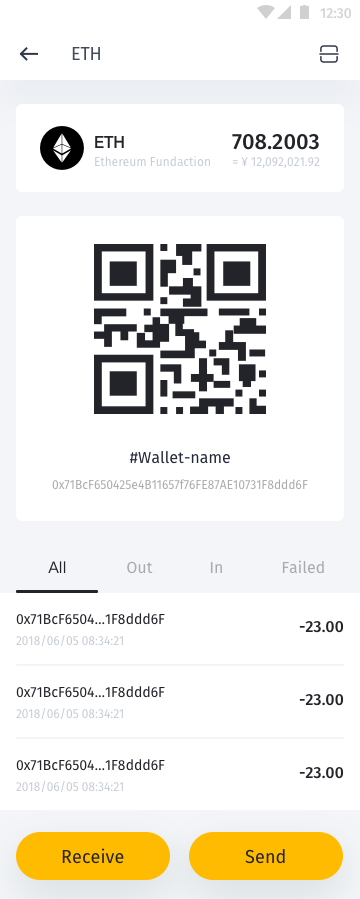 12:30
ETH
ETH
708.2003
Ethereum Fundaction
= ¥ 12,092,021.92
#Wallet-name
0x71BcF650425e4B11657f76FE87AE10731F8ddd6F
All
Out
In
Failed
0x71BcF6504...1F8ddd6F
-23.00
2018/06/05 08:34:21
0x71BcF6504...1F8ddd6F
-23.00
2018/06/05 08:34:21
0x71BcF6504...1F8ddd6F
-23.00
2018/06/05 08:34:21
Receive
Send